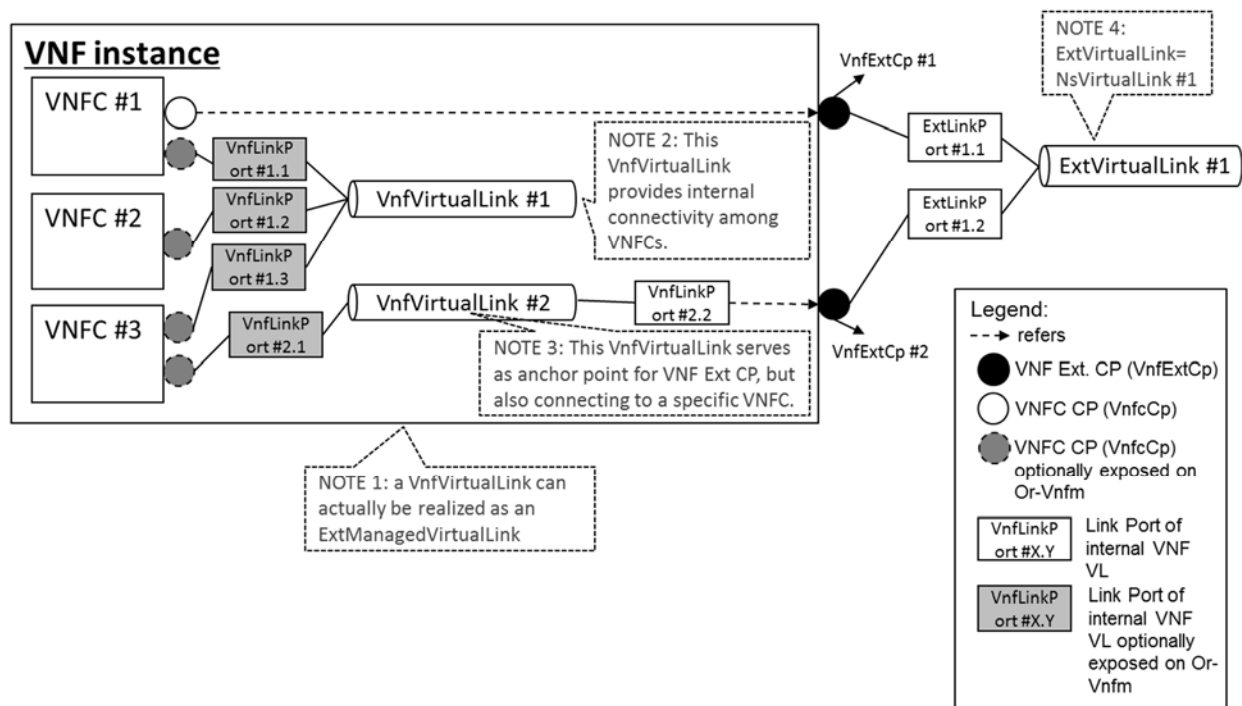 VNF instance
VNFC #1
VNFC #2
VNFC #3
VnfLinkP
ort #1.1
VnfLinkP
ort #1.2
VnfLinkP
ort #1.3
VnfLinkP
ort #2.1
VnfVirtualLink #1
VnfVirtualLink #2
NOTE 2: This
VnfVirtualLink
provides internal
connectivity among
VNFCs.
VnfLinkP
ort #2.2
NOTE 3: This VnfVirtualLink serves
as anchor point for VNF Ext CP, but
also connecting to a specific VNFC.
NOTE 1: a VnfVirtualLink can
actually be realized as an
ExtManagedVirtualLink
VnfExtCp #1
VnfExtCp #2
ExtLinkP
ort #1.1
ExtLinkP
ort #1.2
NOTE 4:
ExtVirtualLink=
NsVirtualLink #1
ExtVirtualLink #1
Legend:
refers
VNF Ext. CP (VnfExtCp)
VNFC CP (VnfcCp)
VNFC CP (VnfcCp)
optionally exposed on
Or-Vnfm
VnfLinkP
ort #X.Y
Link Port of
internal VNF
VL
VnfLinkP
ort #X.Y
Link Port of
internal VNF
VL optionally
exposed on Or-
Vnfm